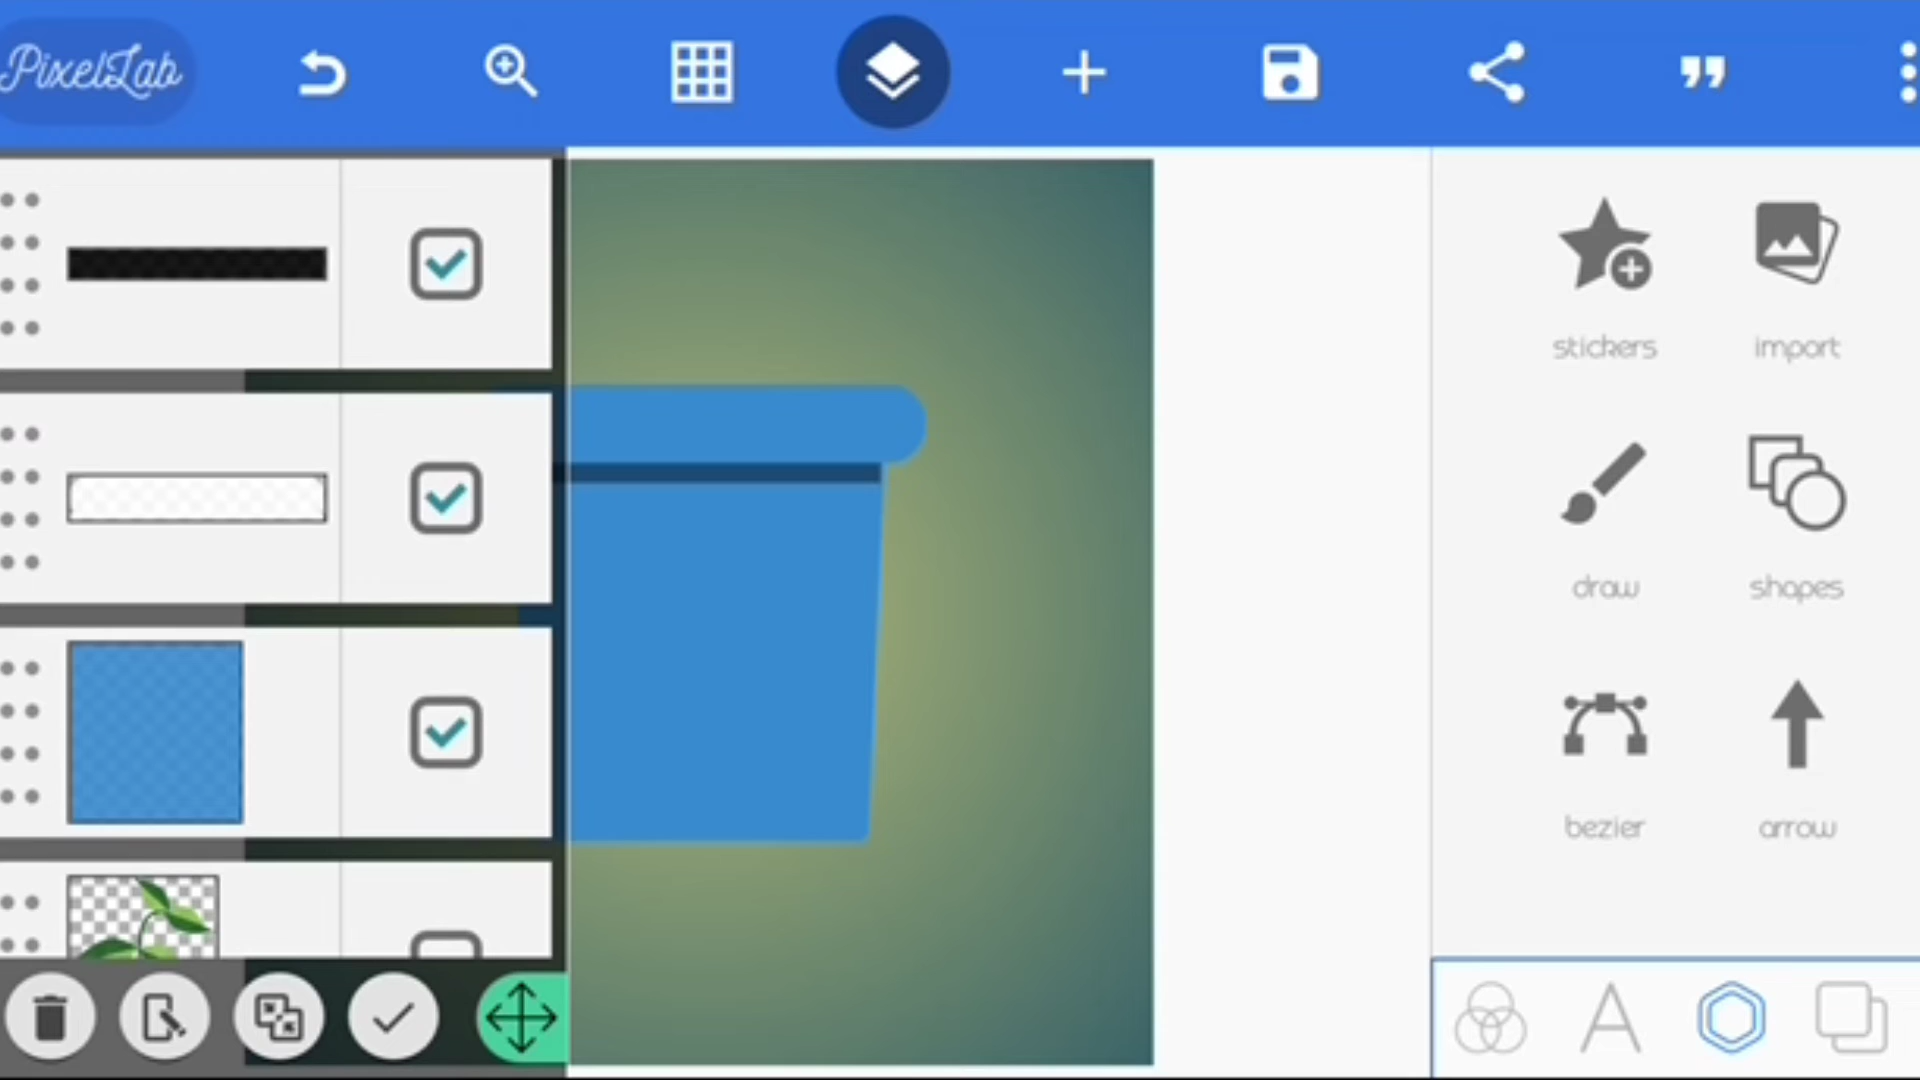 PixelLab
stickers
import
draw
shapes
bezier
arrow